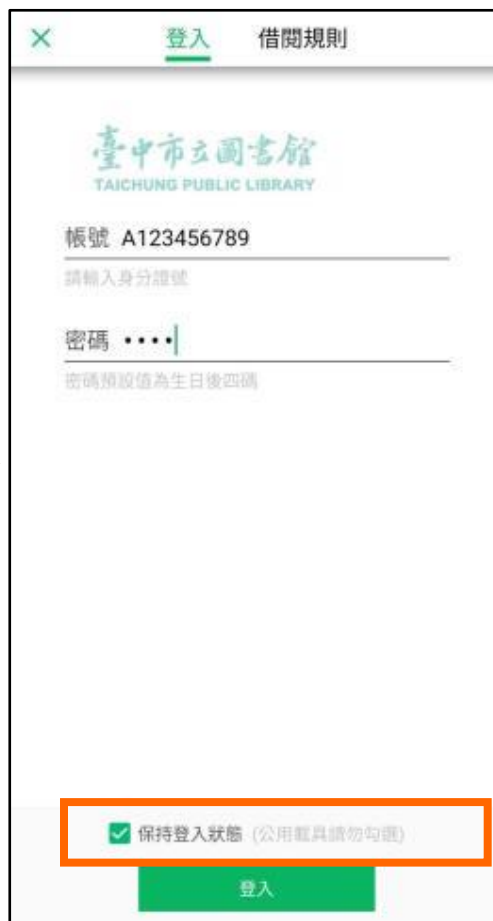 登入 借閱規則
臺中市立圖書館
TAICHUNG PUBLIC LIBRARY
帳號 A123456789
請輸入身分證號
密碼 ••••
密碼預設值為生日後四碼
保持登入狀態 (公用載具請勿勾選)
登入